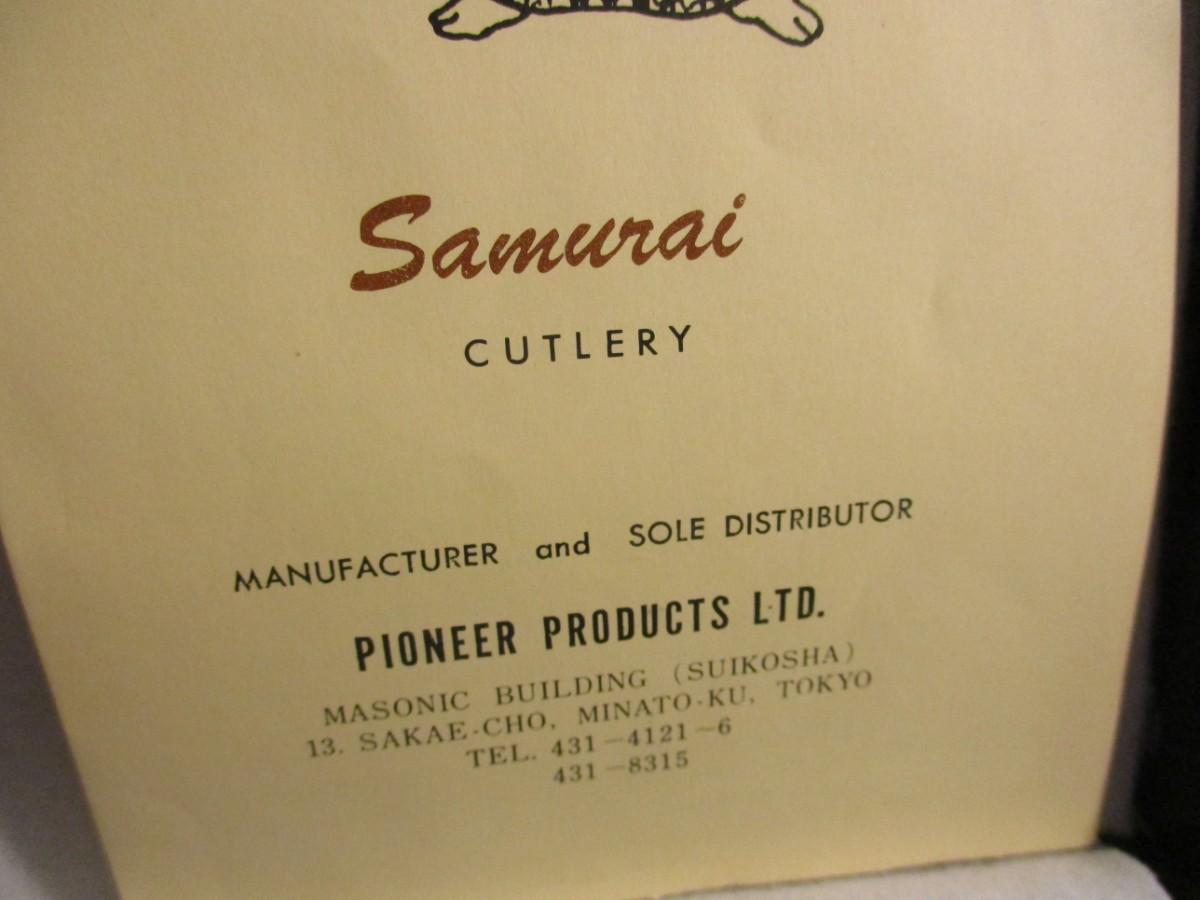 Samurai
CUTLERY
MANUFACTURER and SOLE DISTRIBUTOR
PIONEER PRODUCTS LTD.
MASONIC BUILDING (SUIKOSHA)
13. SAKAE-CHO, MINATO-KU, TOKYO
TEL. 431-4121-6
431-8315